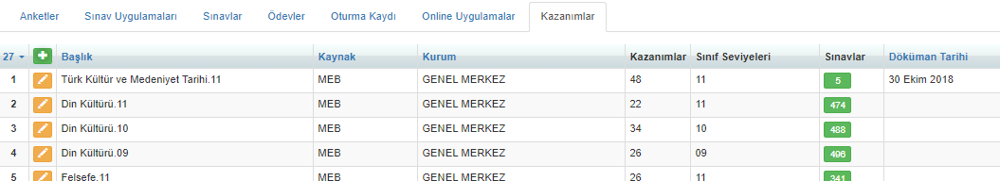 Anketler Sınav Uygulamaları Sınavlar Ödevler Oturma Kaydı Online Uygulamalar Kazanımlar
27 Başlık Kaynak Kurum Kazanımlar Sınıf Seviyeleri Sınavlar Döküman Tarihi
1 Türk Kültür ve Medeniyet Tarihi.11 MEB GENEL MERKEZ 48 11 5 30 Ekim 2018
2 Din Kültürü.11 MEB GENEL MERKEZ 22 11 474
3 Din Kültürü.10 MEB GENEL MERKEZ 34 10 488
4 Din Kültürü.09 MEB GENEL MERKEZ 26 09 496
5 Felsefe.11 MEB GENEL MERKEZ 26 11 341